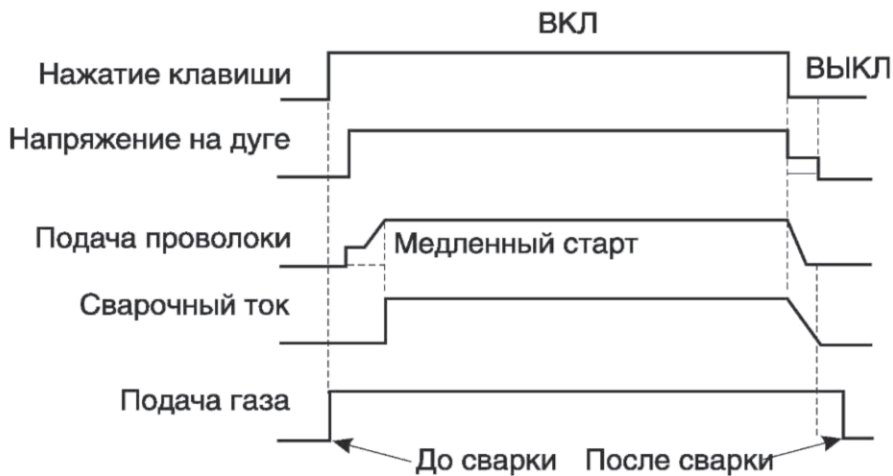 ВКЛ
Нажатие клавиши
ВЫКЛ
Напряжение на дуге
Подача проволоки
Медленный старт
Сварочный ток
Подача газа
До сварки
После сварки